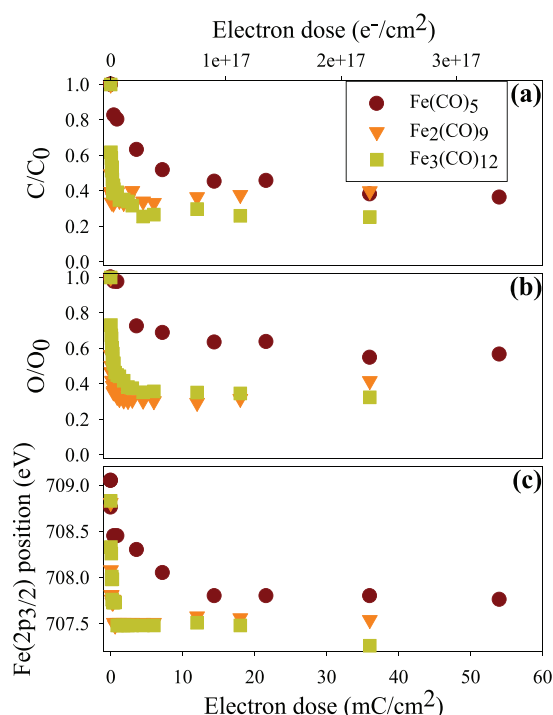 Electron dose (e⁻/cm²)
0 1e+17 2e+17 3e+17
(a)
Fe(CO)₅
Fe₂(CO)₉
Fe₃(CO)₁₂
C/C₀
1.0
0.8
0.6
0.4
0.2
0.0
(b)
O/O₀
1.0
0.8
0.6
0.4
0.2
0.0
(c)
Fe(2p₃/₂) position (eV)
709.0
708.5
708.0
707.5
0 10 20 30 40 50 60
Electron dose (mC/cm²)